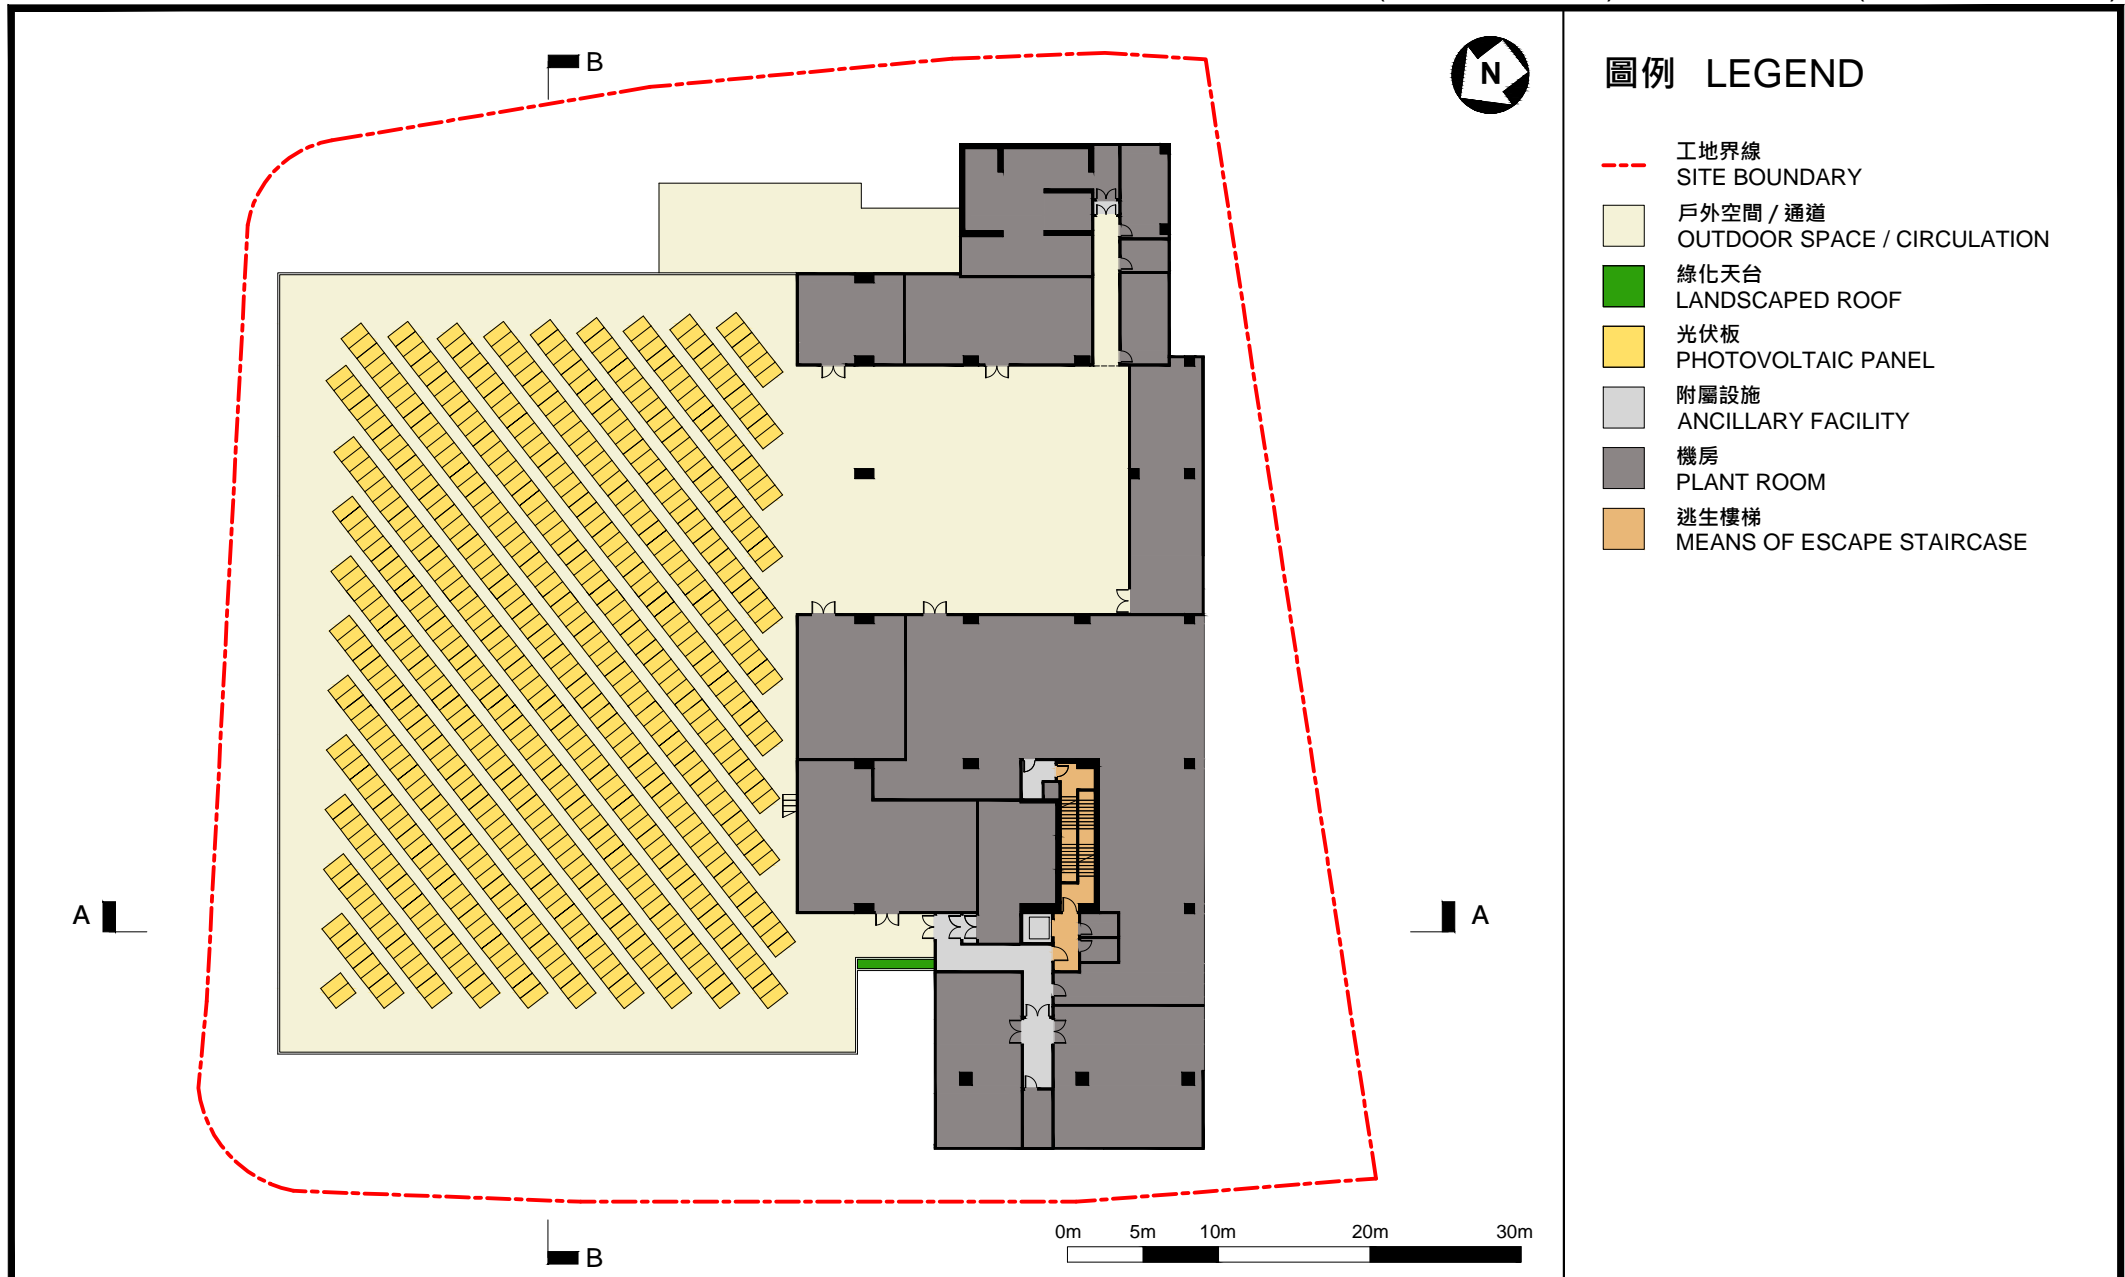 B
N
圖例 LEGEND
工地界線
SITE BOUNDARY
戶外空間 / 通道
OUTDOOR SPACE / CIRCULATION
綠化天台
LANDSCAPED ROOF
光伏板
PHOTOVOLTAIC PANEL
附屬設施
ANCILLARY FACILITY
機房
PLANT ROOM
逃生樓梯
MEANS OF ESCAPE STAIRCASE
A
A
0m 5m 10m 20m 30m
B